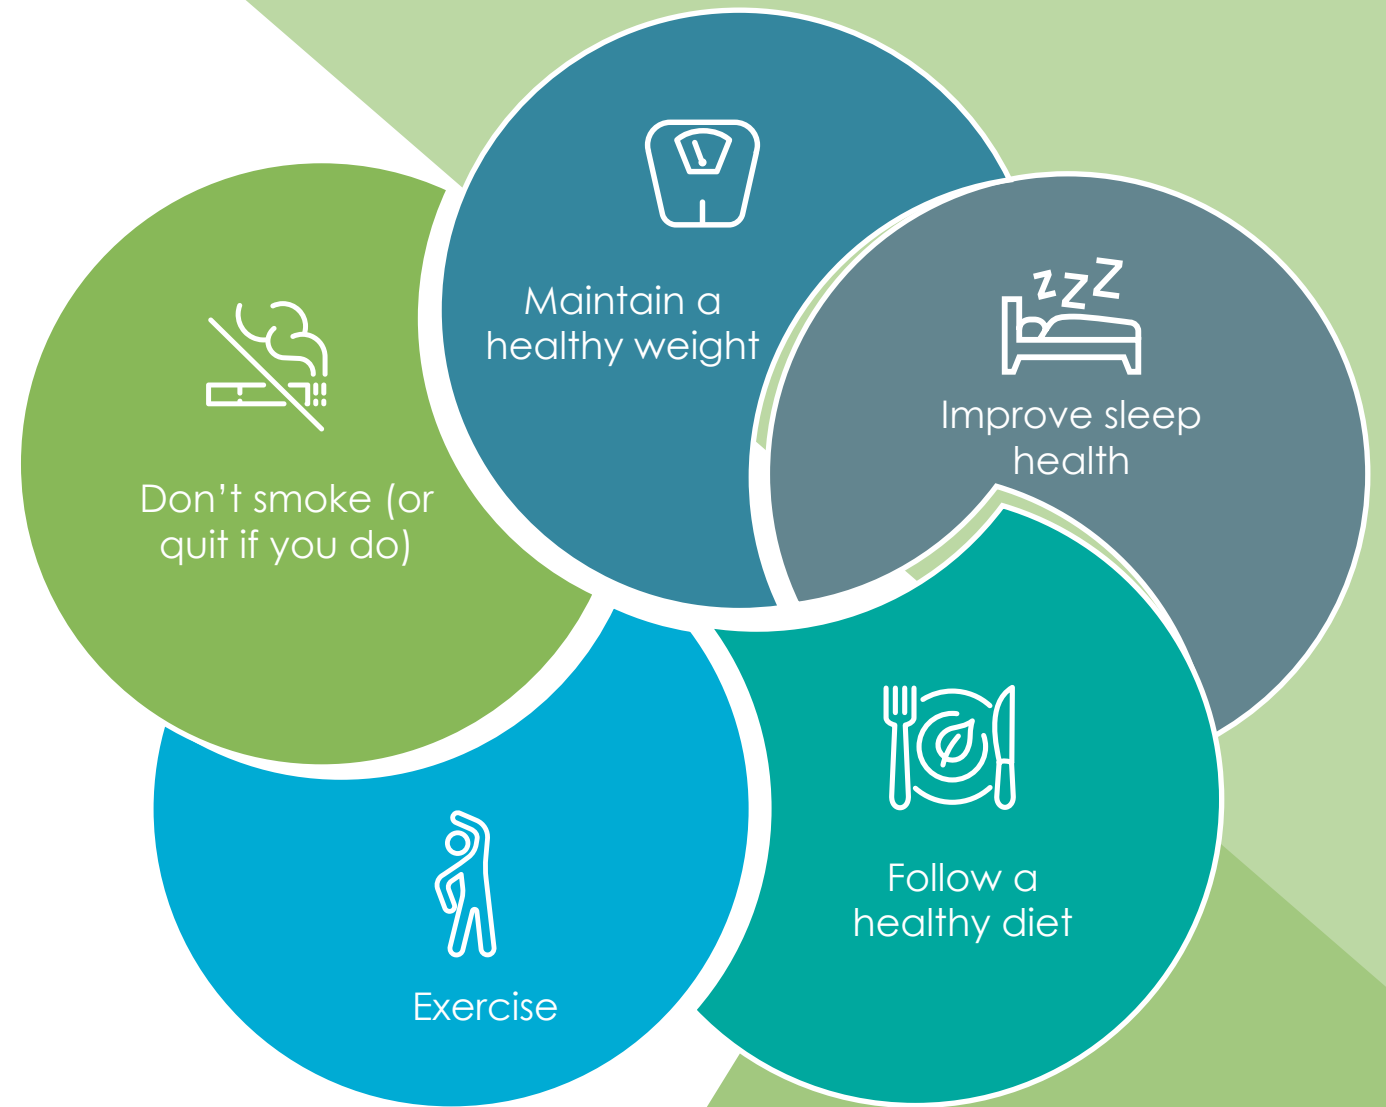 Maintain a
healthy weight
Improve sleep
health
Don't smoke (or
quit if you do)
Follow a
healthy diet
Exercise